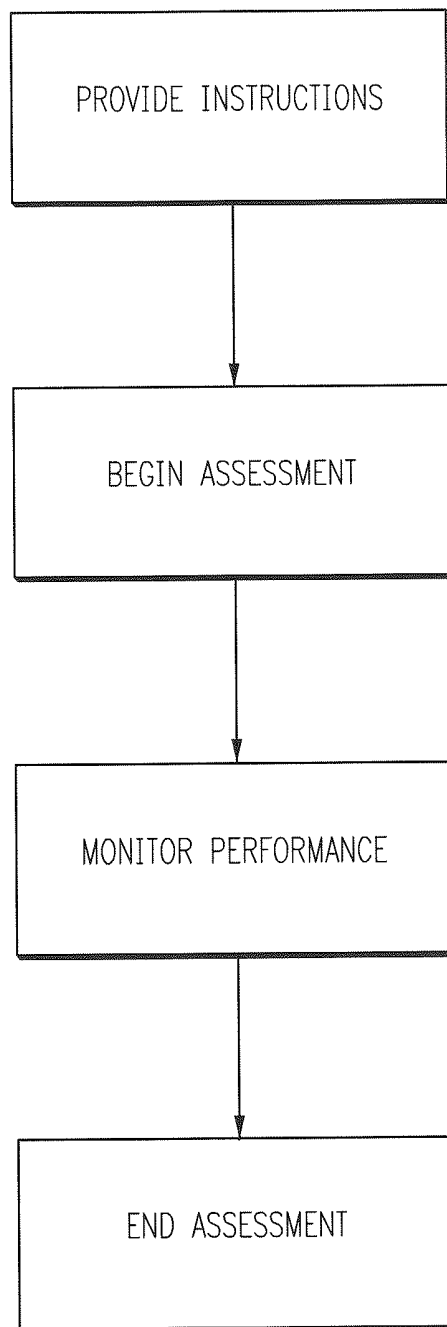 PROVIDE INSTRUCTIONS
BEGIN ASSESSMENT
MONITOR PERFORMANCE
END ASSESSMENT